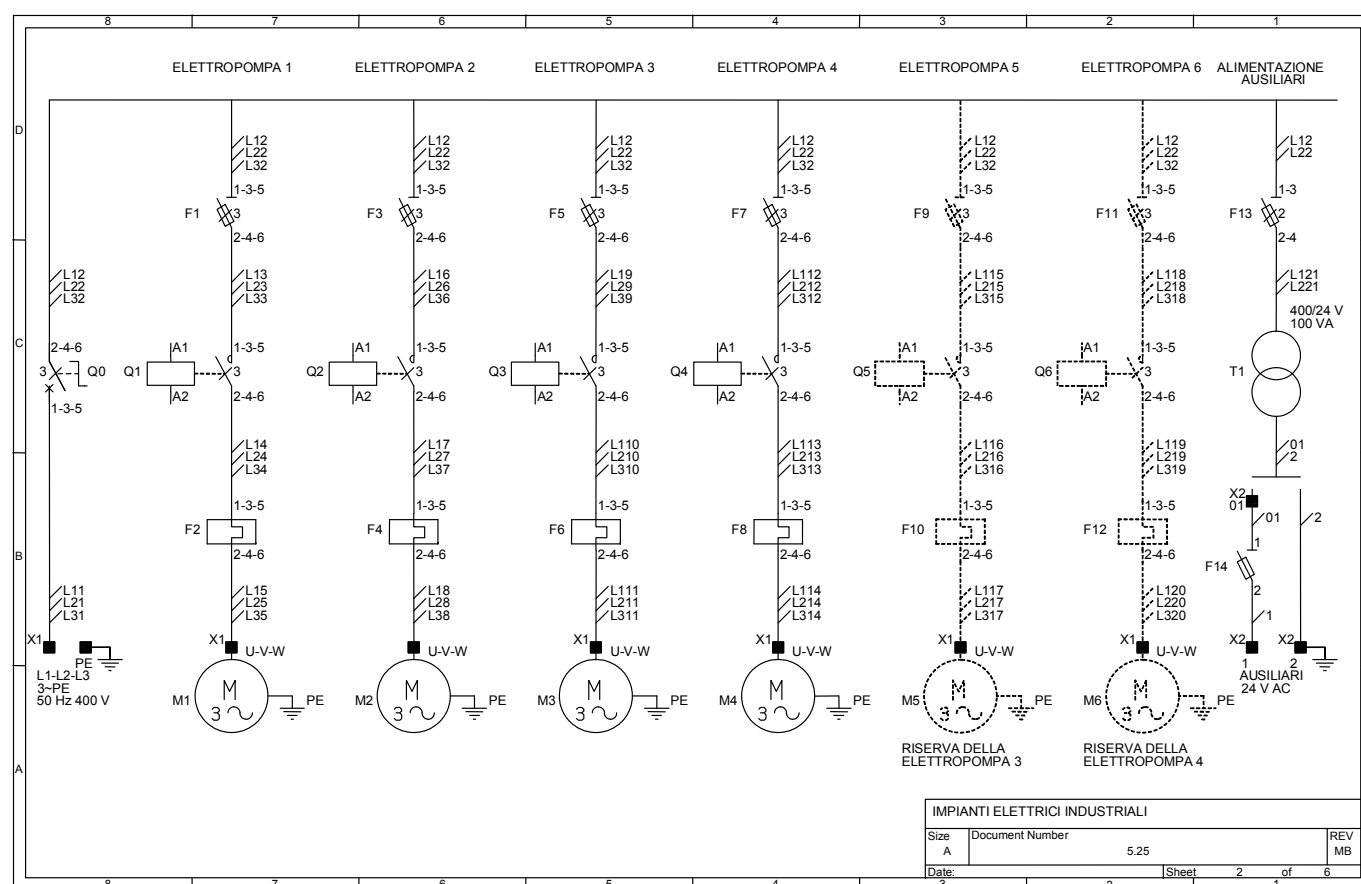 8 7 6 5 4 3 2 1
ELETTROPOMPA 1 ELETTROPOMPA 2 ELETTROPOMPA 3 ELETTROPOMPA 4 ELETTROPOMPA 5 ELETTROPOMPA 6 ALIMENTAZIONE
AUSILIARI
D
L12 L12 L12 L12 L12 L12 L12
L22 L22 L22 L22 L22 L22 L22
L32 L32 L32 L32 L32 L32
1-3-5 1-3-5 1-3-5 1-3-5 1-3-5 1-3-5 1-3
F1 3 F3 3 F5 3 F7 3 F9 3 F11 3 F13 2
2-4-6 2-4-6 2-4-6 2-4-6 2-4-6 2-4-6 2-4
L12 L13 L16 L19 L112 L115 L118 L121
L22 L23 L26 L29 L212 L215 L218 L221
L32 L33 L36 L39 L312 L315 L318
400/24 V
100 VA
C
2-4-6 A1 1-3-5 A1 1-3-5 A1 1-3-5 A1 1-3-5 A1 1-3-5 A1 1-3-5
3 Q0 Q1 3 Q2 3 Q3 3 Q4 3 Q5 3 Q6 3 T1
A2 2-4-6 A2 2-4-6 A2 2-4-6 A2 2-4-6 A2 2-4-6 A2 2-4-6
1-3-5
L14 L17 L110 L113 L116 L119 01
L24 L27 L210 L213 L216 L219 2
L34 L37 L310 L313 L316 L319
1-3-5 1-3-5 1-3-5 1-3-5 1-3-5 1-3-5 X2
01
01 2
F2 F4 F6 F8 F10 F12 1
B
2-4-6 2-4-6 2-4-6 2-4-6 2-4-6 2-4-6 F14
2
L11 L15 L18 L111 L114 L117 L120
L21 L25 L28 L211 L214 L217 L220 1
L31 L35 L38 L311 L314 L317 L320
X1 X1 U-V-W X1 U-V-W X1 U-V-W X1 U-V-W X1 U-V-W X1 U-V-W X2 X2
PE 1 2
L1-L2-L3
3~PE
50 Hz 400 V
AUSILIARI
24 V AC
M1 M 3 PE M2 M 3 PE M3 M 3 PE M4 M 3 PE M5 M 3 PE M6 M 3 PE
RISERVA DELLA
ELETTROPOMPA 3
RISERVA DELLA
ELETTROPOMPA 4
A
IMPIANTI ELETTRICI INDUSTRIALI
Size Document Number REV
A 5.25 MB
Date: Sheet 2 of 6
8 7 6 5 4 3 2 1